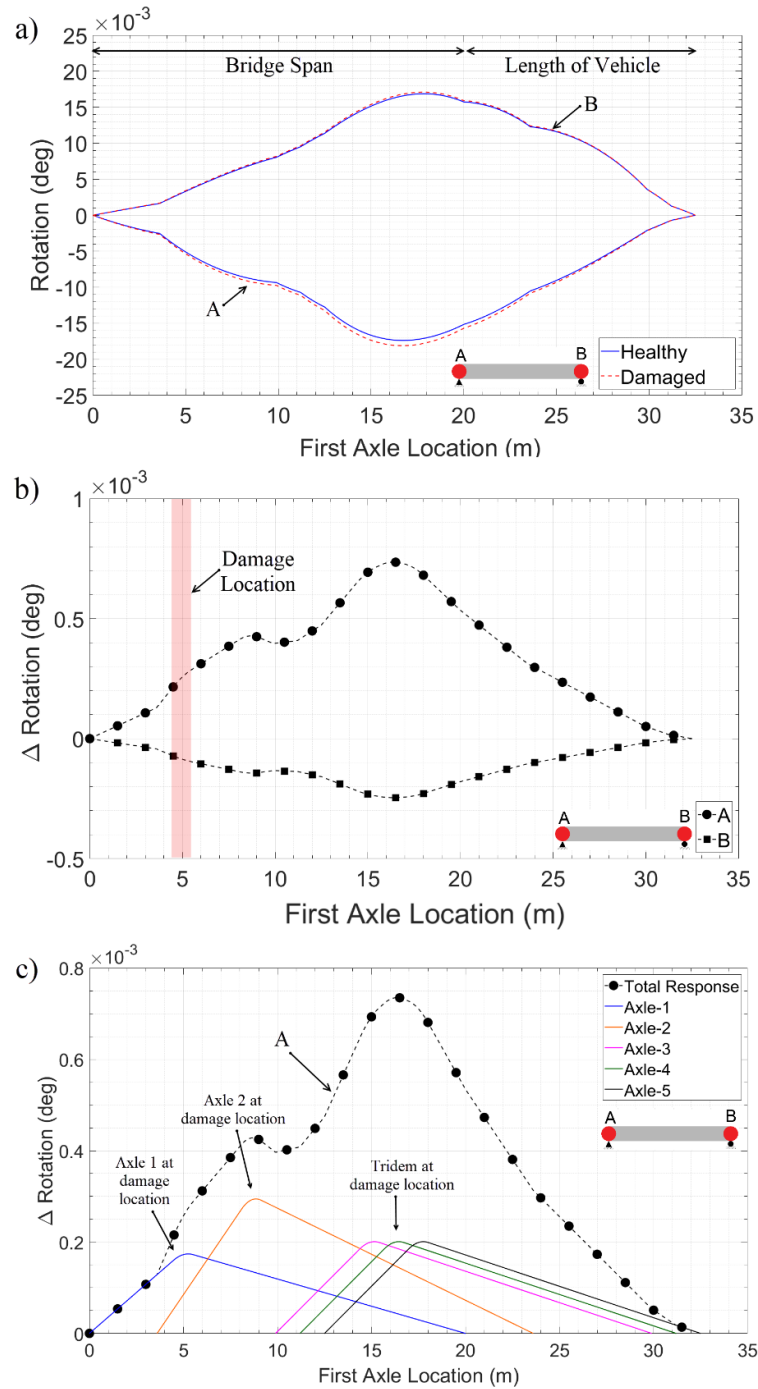 a)
×10⁻³
25
20
15
10
5
0
-5
-10
-15
-20
-25
Rotation (deg)
Bridge Span
Length of Vehicle
B
A
A
B
Healthy
Damaged
0
5
10
15
20
25
30
35
First Axle Location (m)
b)
×10⁻³
1
0.5
0
-0.5
Δ Rotation (deg)
Damage
Location
A
B
A
B
0
5
10
15
20
25
30
35
First Axle Location (m)
c)
×10⁻³
0.8
0.6
0.4
0.2
0
Δ Rotation (deg)
A
Axle 2 at
damage location
Axle 1 at
damage
location
Tridem at
damage location
Total Response
Axle-1
Axle-2
Axle-3
Axle-4
Axle-5
A
B
0
5
10
15
20
25
30
35
First Axle Location (m)